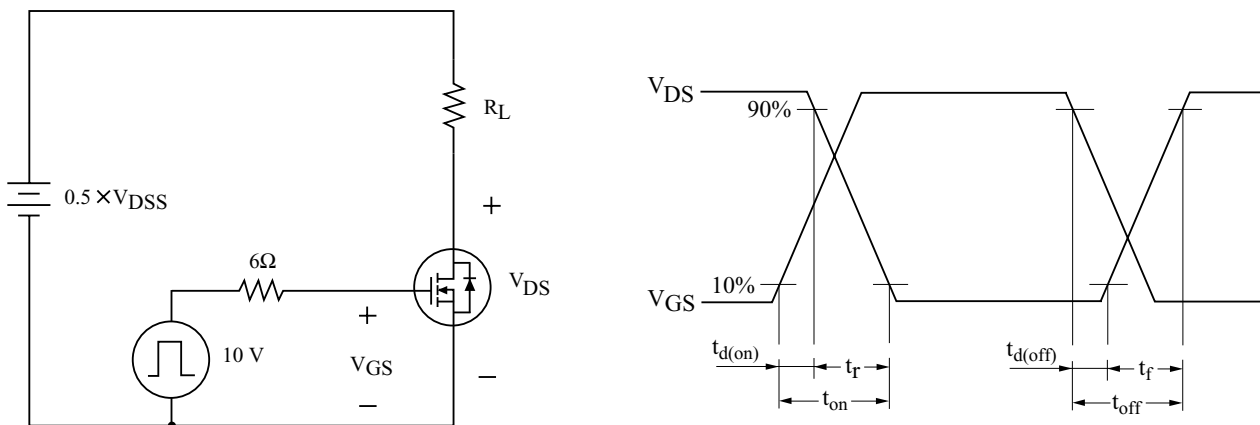 R_L
0.5 ×V_DSS
+
6Ω
V_DS
+
10 V
V_GS
−
−
V_DS
90%
V_GS
10%
t_d(on)
t_r
t_on
t_d(off)
t_f
t_off